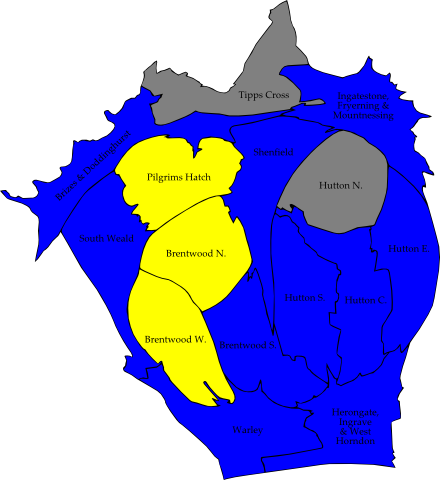 Tipps Cross
Ingatestone,
Fryerning &
Mountnessing
Brizes & Doddinghurst
Shenfield
Pilgrims Hatch
Hutton N.
South Weald
Brentwood N.
Hutton E.
Hutton S.
Hutton C.
Brentwood W.
Brentwood S.
Herongate,
Ingrave
& West
Horndon
Warley